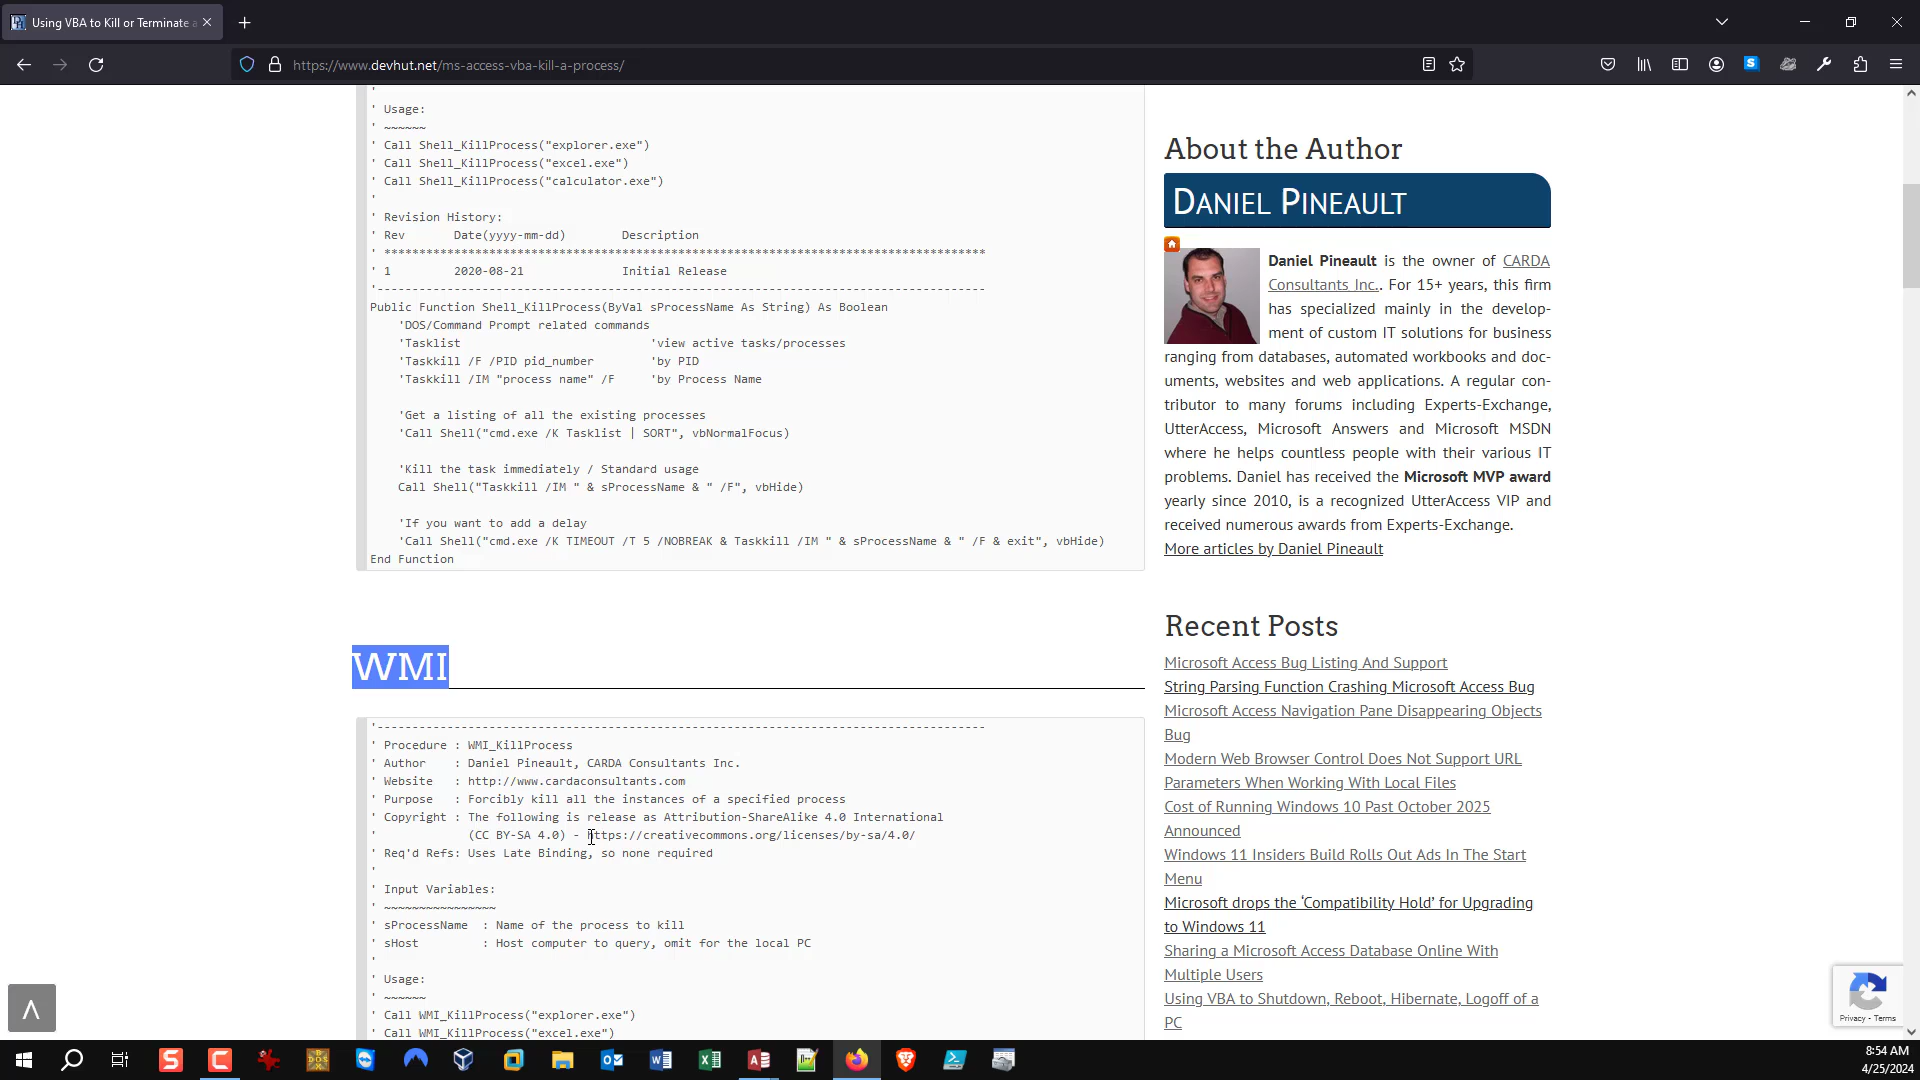 Using VBA to Kill or Terminate a
https://www.devhut.net/ms-access-vba-kill-a-process/
'
' Usage:
' ~~~~~~
' Call Shell_KillProcess("explorer.exe")
' Call Shell_KillProcess("excel.exe")
' Call Shell_KillProcess("calculator.exe")
'
' Revision History:
' Rev       Date(yyyy-mm-dd)        Description
' **************************************************************************************
' 1         2020-08-21              Initial Release
'---------------------------------------------------------------------------------------
Public Function Shell_KillProcess(ByVal sProcessName As String) As Boolean
    'DOS/Command Prompt related commands
    'Tasklist                           'view active tasks/processes
    'Taskkill /F /PID pid_number        'by PID
    'Taskkill /IM "process name" /F     'by Process Name
    'Get a listing of all the existing processes
    'Call Shell("cmd.exe /K Tasklist | SORT", vbNormalFocus)
    'Kill the task immediately / Standard usage
    Call Shell("Taskkill /IM " & sProcessName & " /F", vbHide)
    'If you want to add a delay
    'Call Shell("cmd.exe /K TIMEOUT /T 5 /NOBREAK & Taskkill /IM " & sProcessName & " /F & exit", vbHide)
End Function
WMI
'---------------------------------------------------------------------------------------
' Procedure : WMI_KillProcess
' Author    : Daniel Pineault, CARDA Consultants Inc.
' Website   : http://www.cardaconsultants.com
' Purpose   : Forcibly kill all the instances of a specified process
' Copyright : The following is release as Attribution-ShareAlike 4.0 International
'             (CC BY-SA 4.0) - https://creativecommons.org/licenses/by-sa/4.0/
' Req'd Refs: Uses Late Binding, so none required
'
' Input Variables:
' ~~~~~~~~~~~~~~~~
' sProcessName  : Name of the process to kill
' sHost         : Host computer to query, omit for the local PC
'
' Usage:
' ~~~~~~
' Call WMI_KillProcess("explorer.exe")
' Call WMI_KillProcess("excel.exe")
About the Author
DANIEL PINEAULT
Daniel Pineault is the owner of CARDA
Consultants Inc.. For 15+ years, this firm
has specialized mainly in the develop-
ment of custom IT solutions for business
ranging from databases, automated workbooks and doc-
uments, websites and web applications. A regular con-
tributor to many forums including Experts-Exchange,
UtterAccess, Microsoft Answers and Microsoft MSDN
where he helps countless people with their various IT
problems. Daniel has received the Microsoft MVP award
yearly since 2010, is a recognized UtterAccess VIP and
received numerous awards from Experts-Exchange.
More articles by Daniel Pineault
Recent Posts
Microsoft Access Bug Listing And Support
String Parsing Function Crashing Microsoft Access Bug
Microsoft Access Navigation Pane Disappearing Objects
Bug
Modern Web Browser Control Does Not Support URL
Parameters When Working With Local Files
Cost of Running Windows 10 Past October 2025
Announced
Windows 11 Insiders Build Rolls Out Ads In The Start
Menu
Microsoft drops the ‘Compatibility Hold’ for Upgrading
to Windows 11
Sharing a Microsoft Access Database Online With
Multiple Users
Using VBA to Shutdown, Reboot, Hibernate, Logoff of a
PC
Privacy - Terms
8:54 AM
4/25/2024